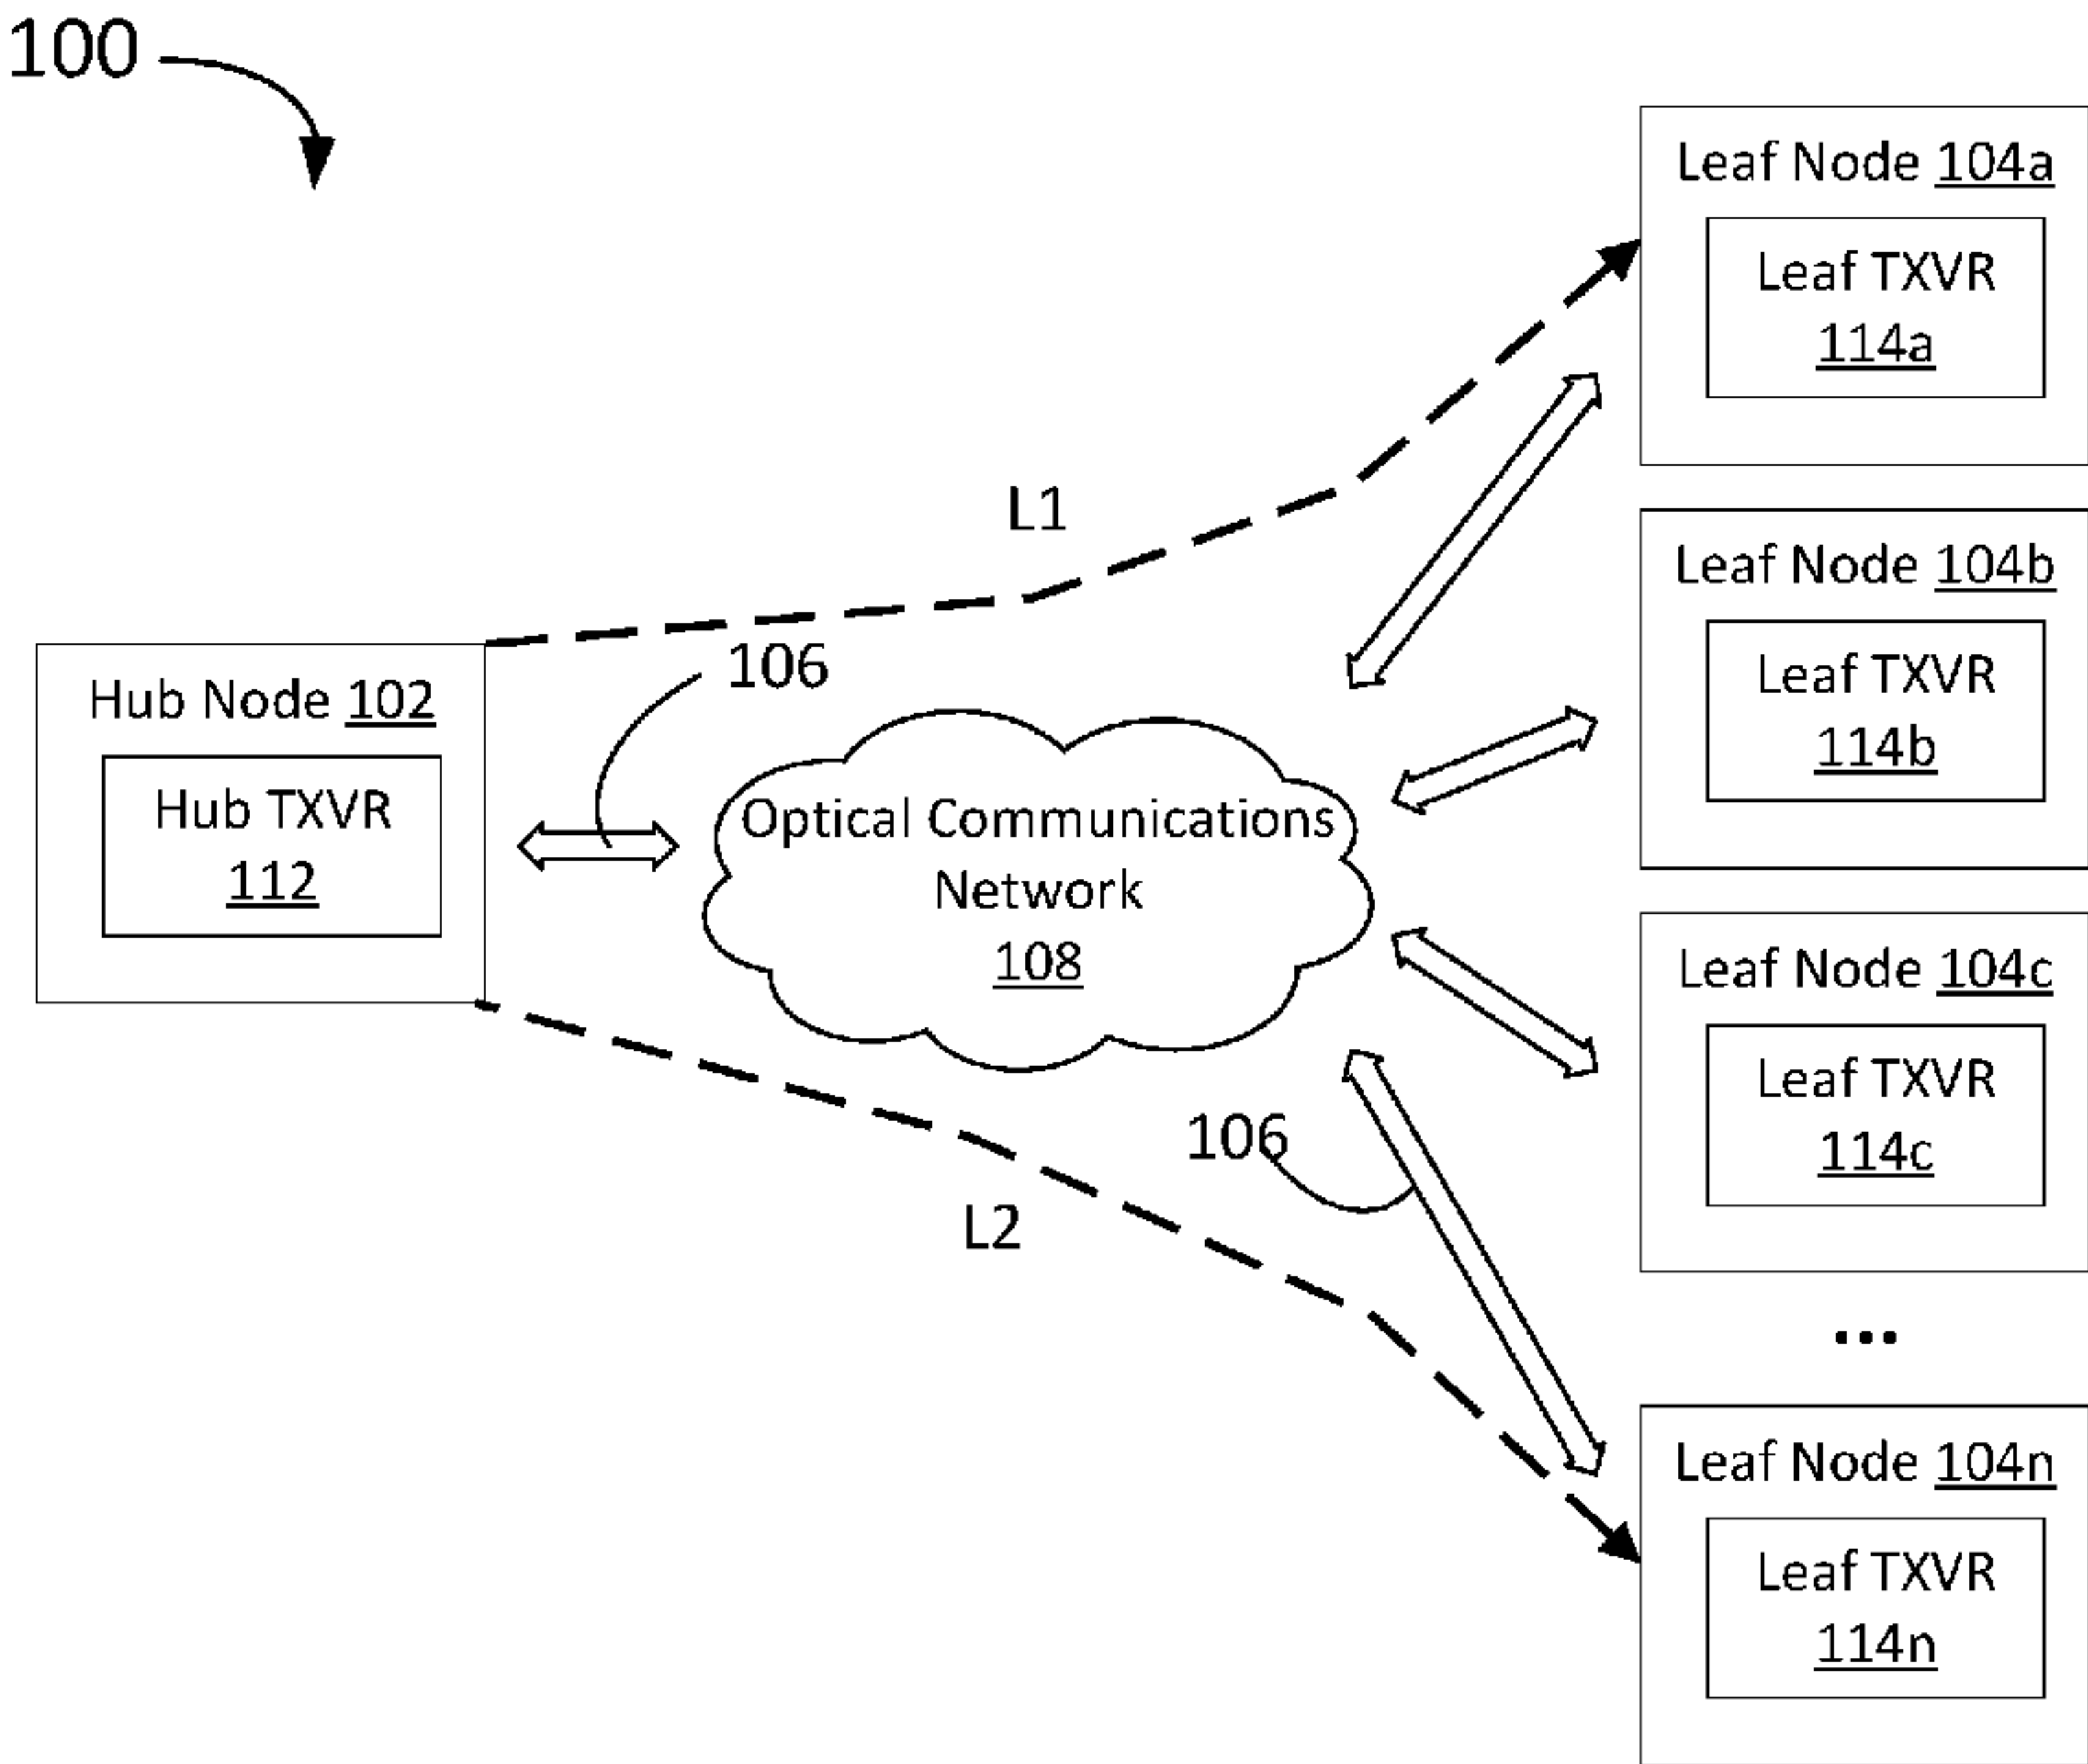 100
Leaf Node 104a
Leaf TXVR
114a
L1
Leaf Node 104b
Leaf TXVR
114b
106
Hub Node 102
Hub TXVR
112
Optical Communications
Network
108
Leaf Node 104c
Leaf TXVR
114c
106
L2
...
Leaf Node 104n
Leaf TXVR
114n